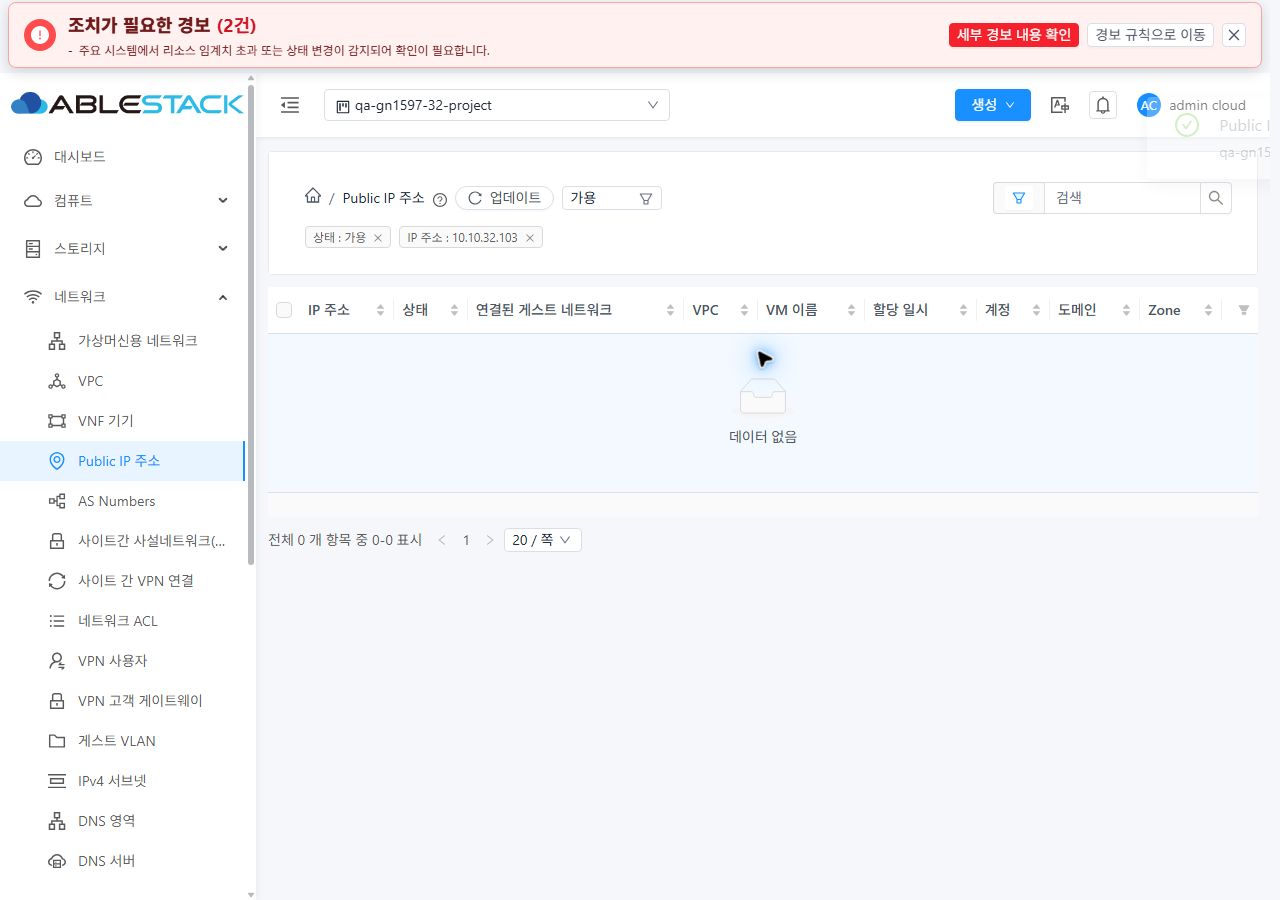 조치가 필요한 경보 (2건)
- 주요 시스템에서 리소스 임계치 초과 또는 상태 변경이 감지되어 확인이 필요합니다.
세부 경보 내용 확인
경보 규칙으로 이동
ABLESTACK
qa-gn1597-32-project
생성
AC admin cloud
Public I
qa-gn15
대시보드
컴퓨트
스토리지
네트워크
가상머신용 네트워크
VPC
VNF 기기
Public IP 주소
AS Numbers
사이트간 사설네트워크(...
사이트 간 VPN 연결
네트워크 ACL
VPN 사용자
VPN 고객 게이트웨이
게스트 VLAN
IPv4 서브넷
DNS 영역
DNS 서버
/ Public IP 주소 업데이트 가용
검색
상태 : 가용 IP 주소 : 10.10.32.103
IP 주소 상태 연결된 게스트 네트워크 VPC VM 이름 할당 일시 계정 도메인 Zone
데이터 없음
전체 0 개 항목 중 0-0 표시 < 1 > 20 / 쪽